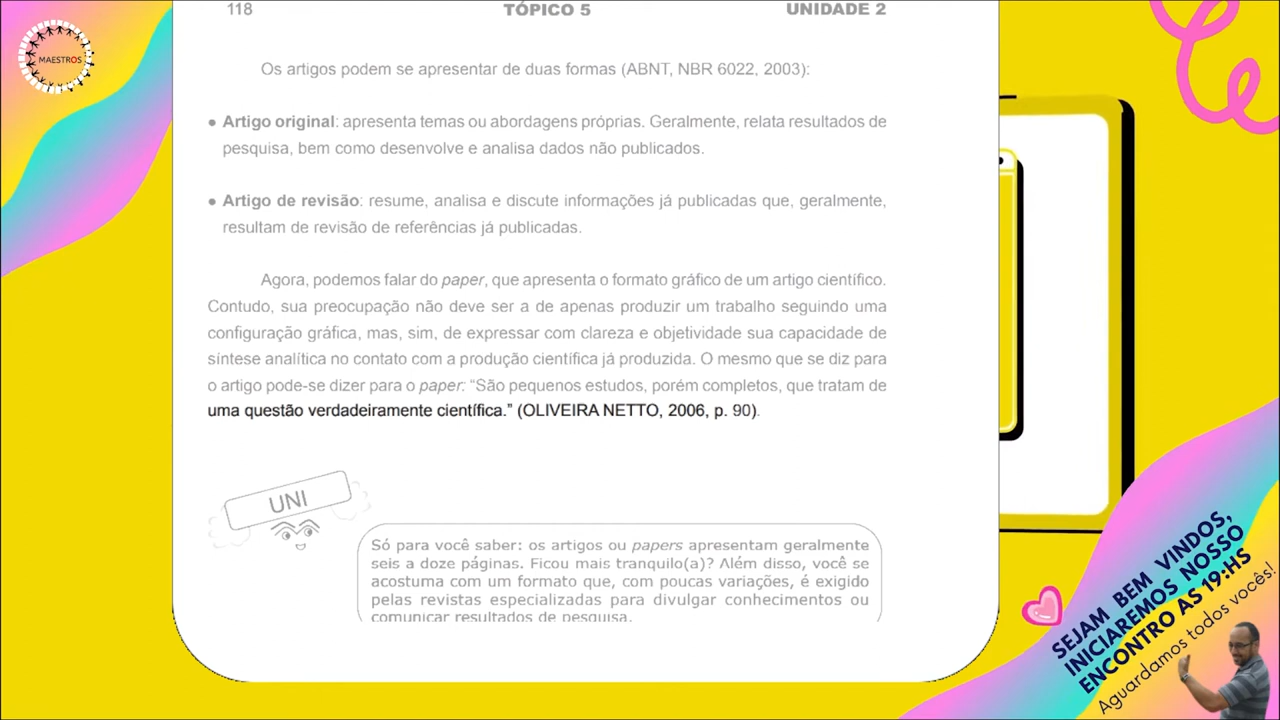 MAESTROS
118 TÓPICO 5 UNIDADE 2
Os artigos podem se apresentar de duas formas (ABNT, NBR 6022, 2003):
● Artigo original: apresenta temas ou abordagens próprias. Geralmente, relata resultados de
pesquisa, bem como desenvolve e analisa dados não publicados.
● Artigo de revisão: resume, analisa e discute informações já publicadas que, geralmente,
resultam de revisão de referências já publicadas.
Agora, podemos falar do paper, que apresenta o formato gráfico de um artigo científico.
Contudo, sua preocupação não deve ser a de apenas produzir um trabalho seguindo uma
configuração gráfica, mas, sim, de expressar com clareza e objetividade sua capacidade de
síntese analítica no contato com a produção científica já produzida. O mesmo que se diz para
o artigo pode-se dizer para o paper: “São pequenos estudos, porém completos, que tratam de
uma questão verdadeiramente científica.” (OLIVEIRA NETTO, 2006, p. 90).
UNI
Só para você saber: os artigos ou papers apresentam geralmente
seis a doze páginas. Ficou mais tranquilo(a)? Além disso, você se
acostuma com um formato que, com poucas variações, é exigido
pelas revistas especializadas para divulgar conhecimentos ou
comunicar resultados de pesquisa.
SEJAM BEM VINDOS,
INICIAREMOS NOSSO
ENCONTRO AS 19:HS
Aguardamos todos vocês!